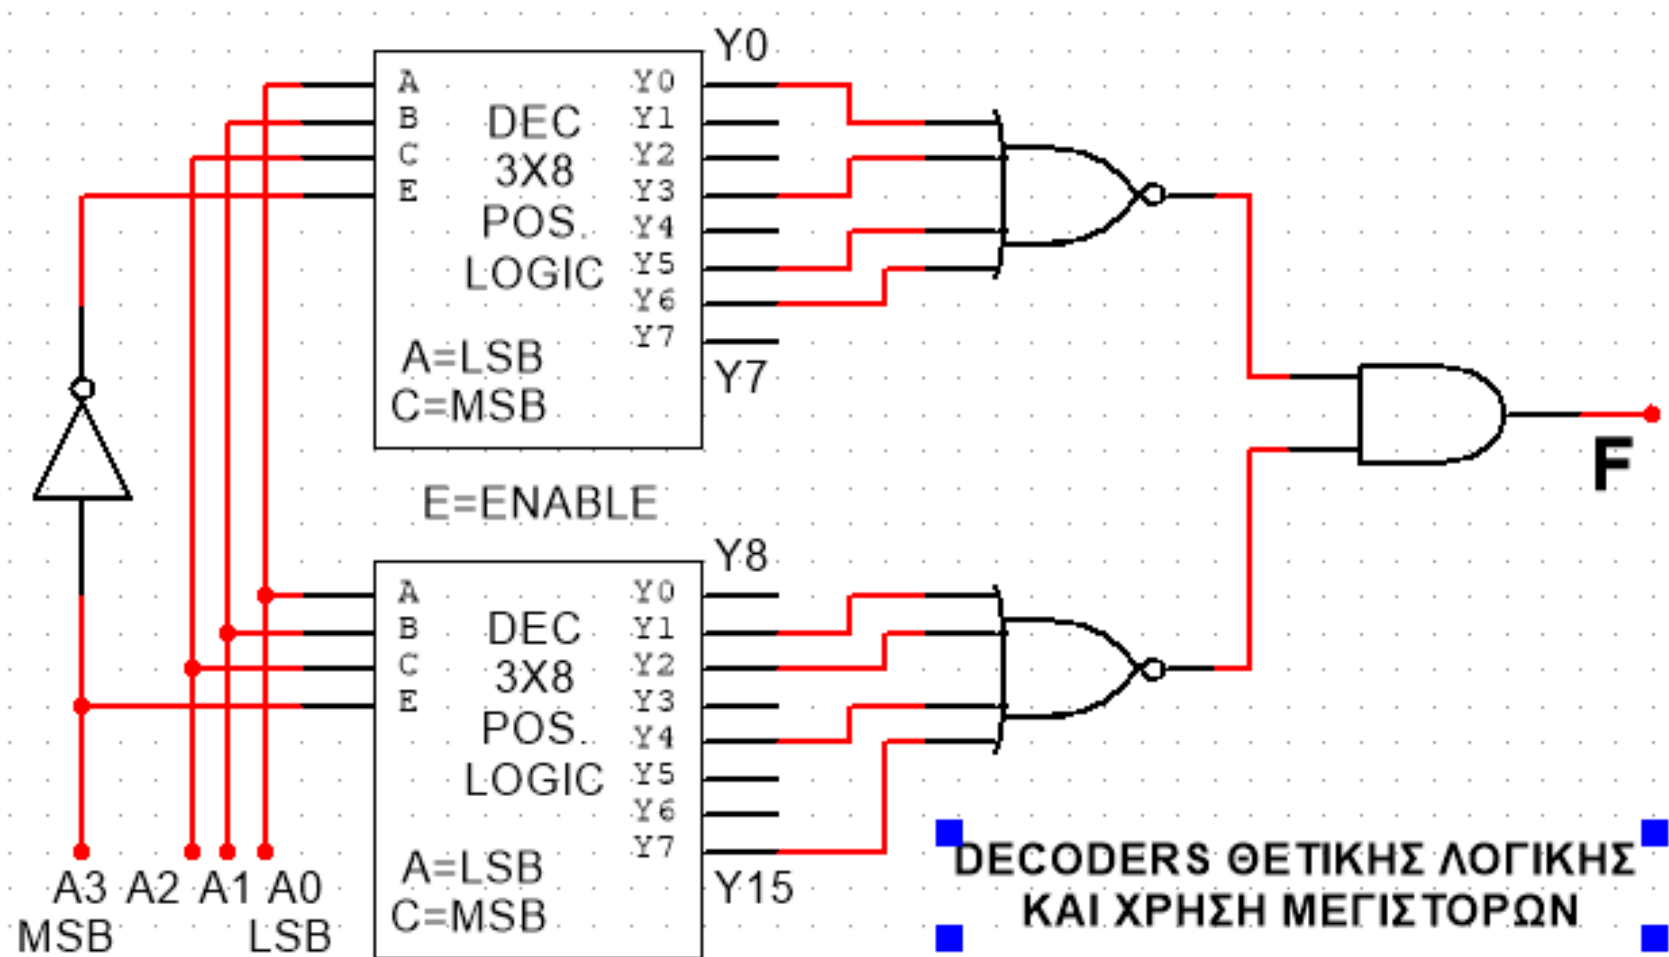 Y0
A Y0
B DEC Y1
C 3X8 Y2
E POS. Y3
Y4
LOGIC Y5
Y6
A=LSB Y7
C=MSB Y7
E=ENABLE
F
Y8
A Y0
B DEC Y1
C 3X8 Y2
E POS. Y3
Y4
LOGIC Y5
Y6
A=LSB Y7
C=MSB Y15
A3 A2 A1 A0
MSB LSB
DECODERS ΘΕΤΙΚΗΣ ΛΟΓΙΚΗΣ
ΚΑΙ ΧΡΗΣΗ ΜΕΓΙΣΤΟΡΩΝ